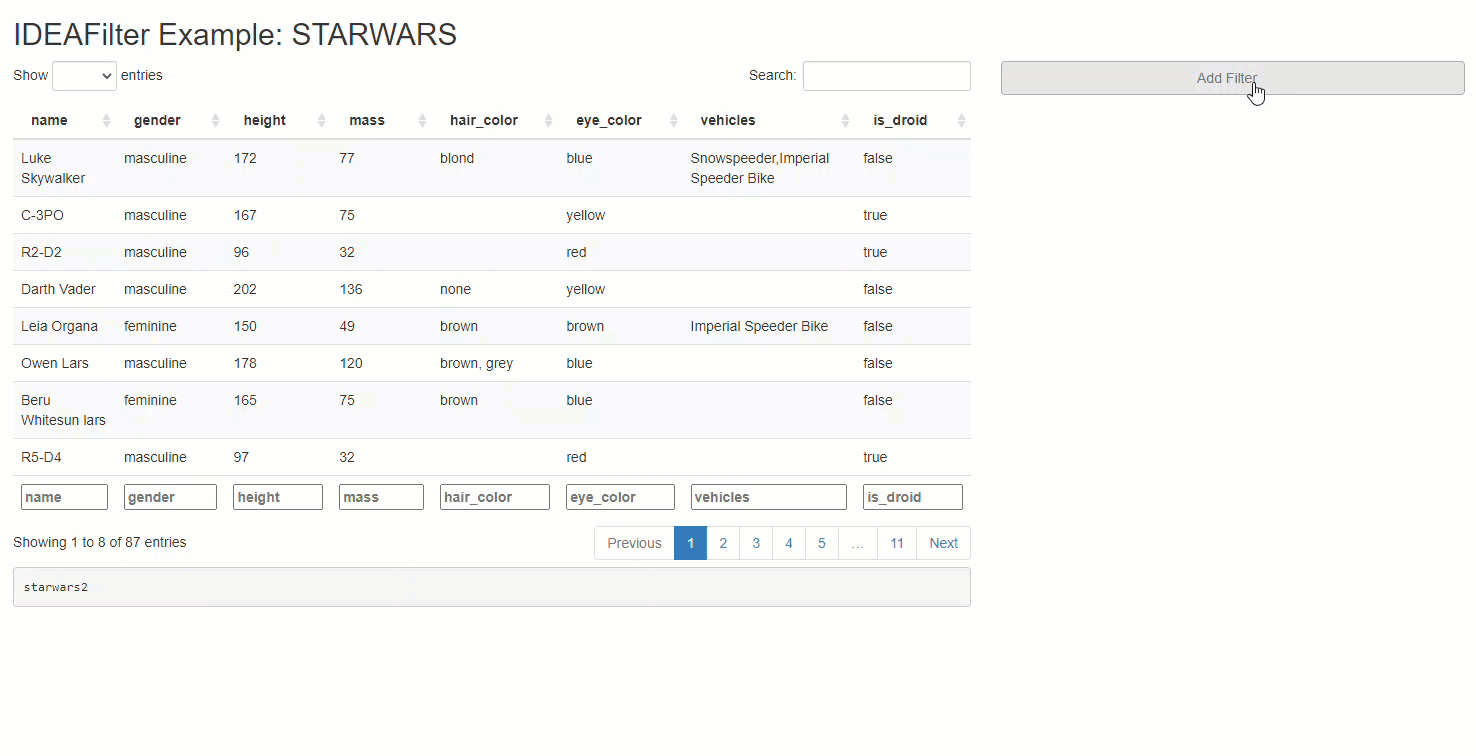 IDEAFilter Example: STARWARS
Show entries Search: Add Filter
name gender height mass hair_color eye_color vehicles is_droid
Luke masculine 172 77 blond blue Snowspeeder,Imperial false
Skywalker Speeder Bike
C-3PO masculine 167 75 yellow true
R2-D2 masculine 96 32 red true
Darth Vader masculine 202 136 none yellow false
Leia Organa feminine 150 49 brown brown Imperial Speeder Bike false
Owen Lars masculine 178 120 brown, grey blue false
Beru feminine 165 75 brown blue false
Whitesun lars
R5-D4 masculine 97 32 red true
name gender height mass hair_color eye_color vehicles is_droid
Showing 1 to 8 of 87 entries Previous 1 2 3 4 5 … 11 Next
starwars2